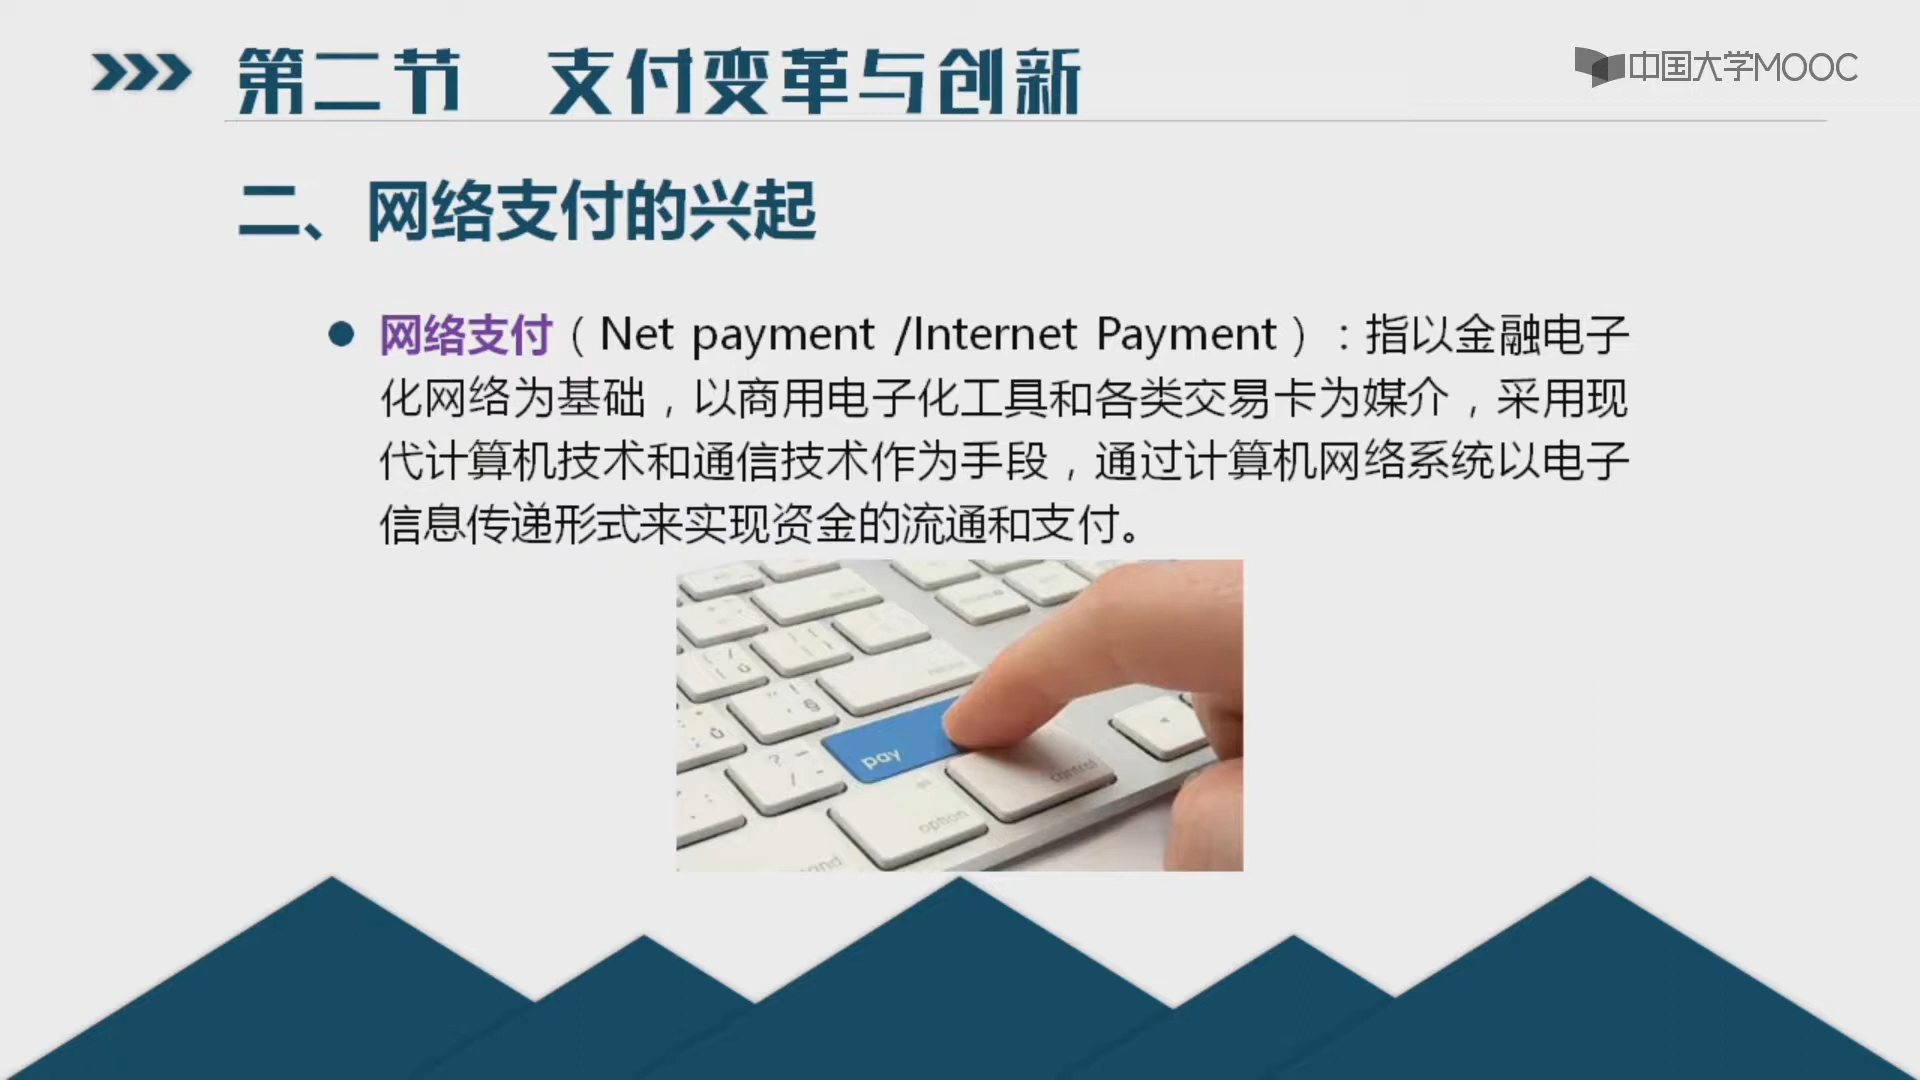 第二节 支付变革与创新
中国大学MOOC
二、网络支付的兴起
网络支付（Net payment /Internet Payment）：指以金融电子
化网络为基础，以商用电子化工具和各类交易卡为媒介，采用现
代计算机技术和通信技术作为手段，通过计算机网络系统以电子
信息传递形式来实现资金的流通和支付。
pay
control
option